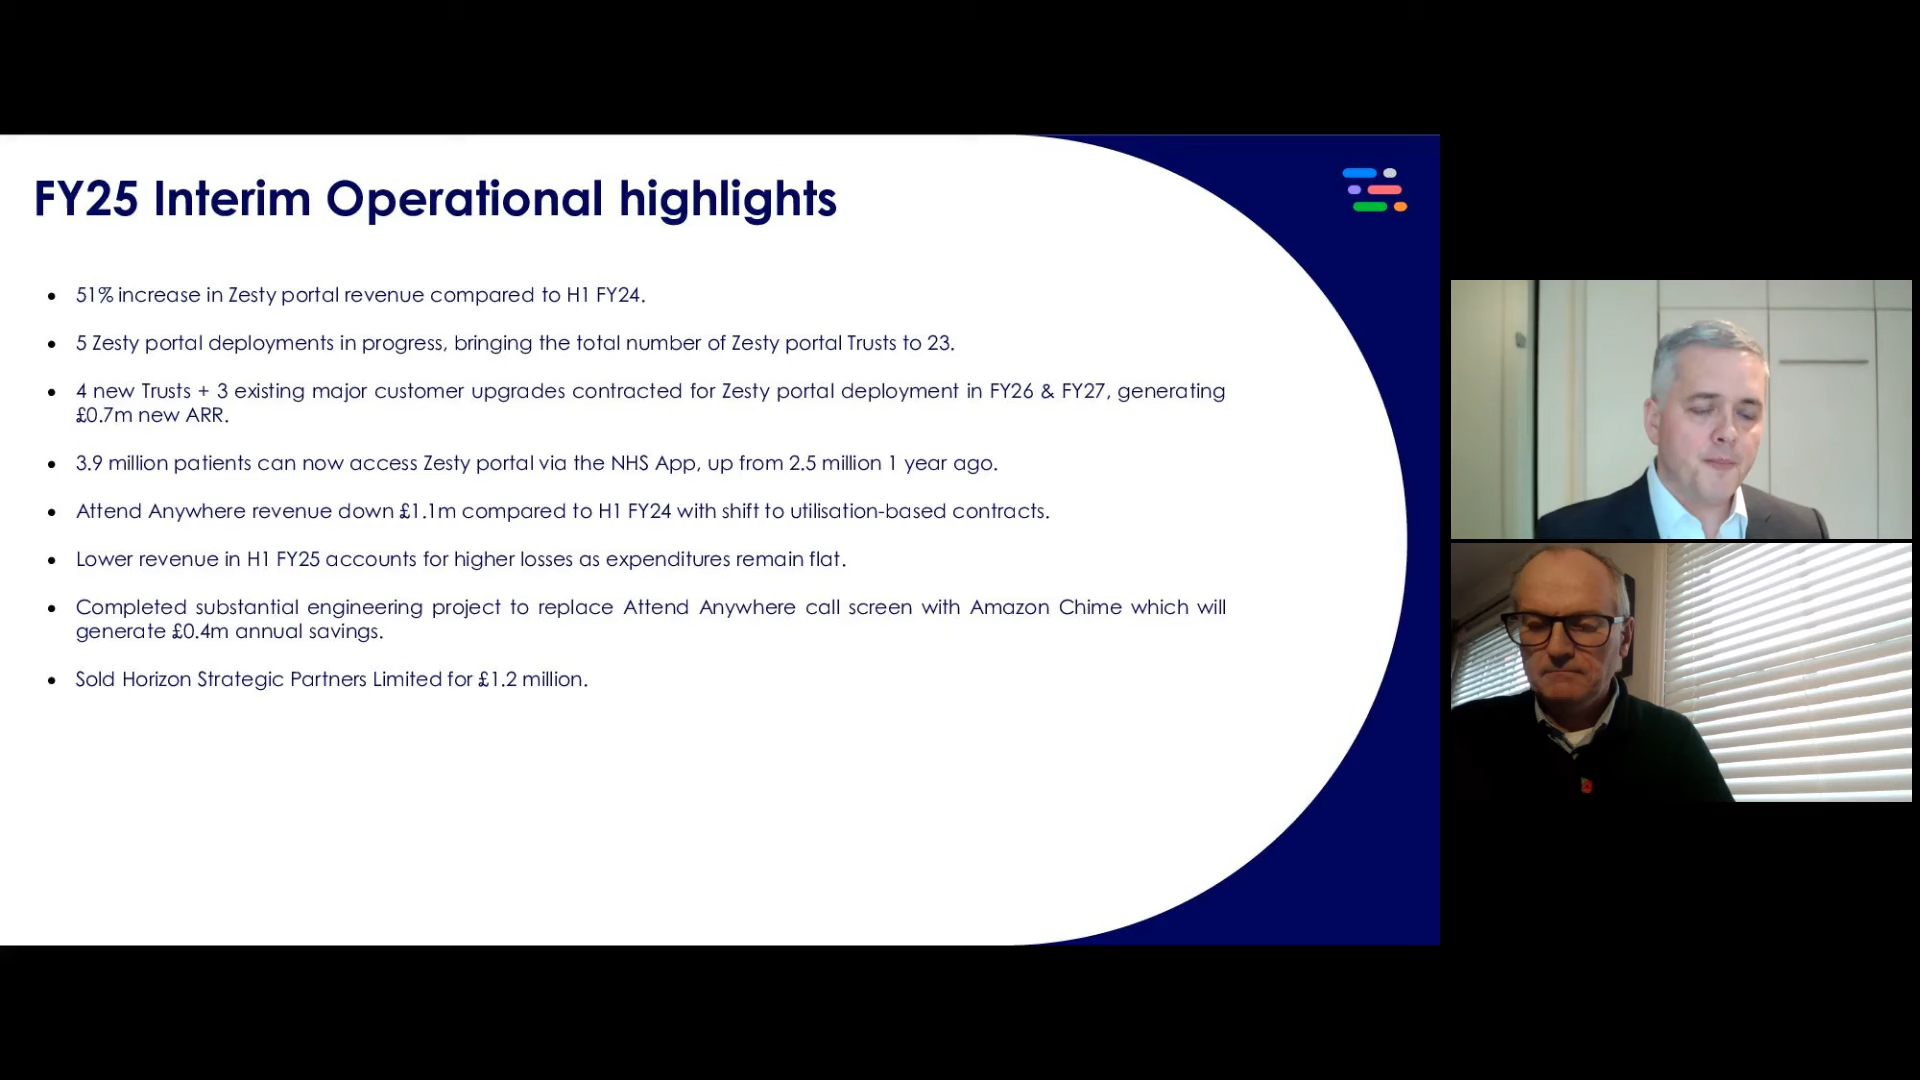 FY25 Interim Operational highlights
• 51% increase in Zesty portal revenue compared to H1 FY24.
• 5 Zesty portal deployments in progress, bringing the total number of Zesty portal Trusts to 23.
• 4 new Trusts + 3 existing major customer upgrades contracted for Zesty portal deployment in FY26 & FY27, generating
£0.7m new ARR.
• 3.9 million patients can now access Zesty portal via the NHS App, up from 2.5 million 1 year ago.
• Attend Anywhere revenue down £1.1m compared to H1 FY24 with shift to utilisation-based contracts.
• Lower revenue in H1 FY25 accounts for higher losses as expenditures remain flat.
• Completed substantial engineering project to replace Attend Anywhere call screen with Amazon Chime which will
generate £0.4m annual savings.
• Sold Horizon Strategic Partners Limited for £1.2 million.